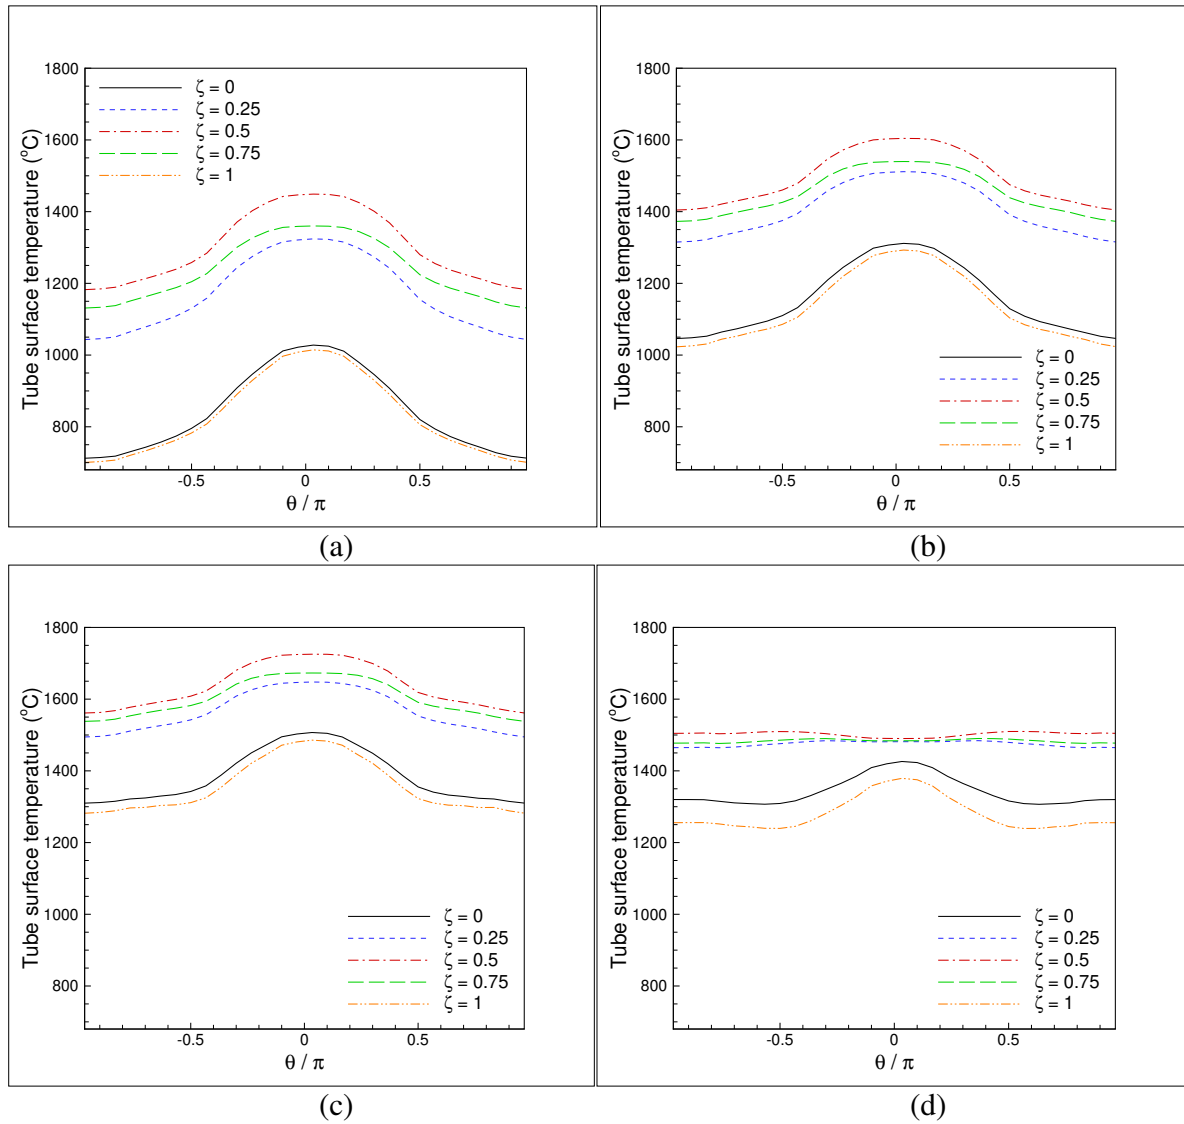 1800
1600
1400
1200
1000
800
Tube surface temperature (°C)
-0.5 0 0.5
θ / π
ζ = 0
ζ = 0.25
ζ = 0.5
ζ = 0.75
ζ = 1
(a)
1800
1600
1400
1200
1000
800
Tube surface temperature (°C)
-0.5 0 0.5
θ / π
ζ = 0
ζ = 0.25
ζ = 0.5
ζ = 0.75
ζ = 1
(b)
1800
1600
1400
1200
1000
800
Tube surface temperature (°C)
-0.5 0 0.5
θ / π
ζ = 0
ζ = 0.25
ζ = 0.5
ζ = 0.75
ζ = 1
(c)
1800
1600
1400
1200
1000
800
Tube surface temperature (°C)
-0.5 0 0.5
θ / π
ζ = 0
ζ = 0.25
ζ = 0.5
ζ = 0.75
ζ = 1
(d)